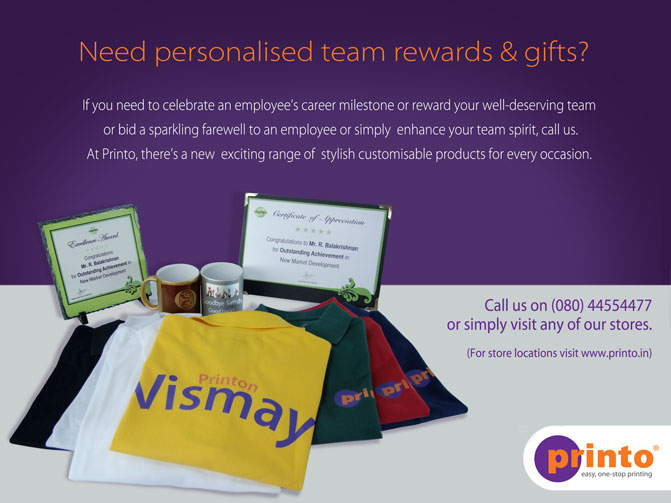 Need personalised team rewards & gifts?
If you need to celebrate an employee's career milestone or reward your well-deserving team
or bid a sparkling farewell to an employee or simply enhance your team spirit, call us.
At Printo, there's a new exciting range of stylish customisable products for every occasion.
Excellence Award
Congratulations
Mr. R. Balakrishnan
for Outstanding Achievement in
New Market Development
Certificate of Appreciation
Congratulations to Mr. R. Balakrishnan
for Outstanding Achievement in
New Market Development
Goodbye
Good
Printon
Vismay
pri
pri
pri
Call us on (080) 44554477
or simply visit any of our stores.
(For store locations visit www.printo.in)
printo®
easy, one-stop printing